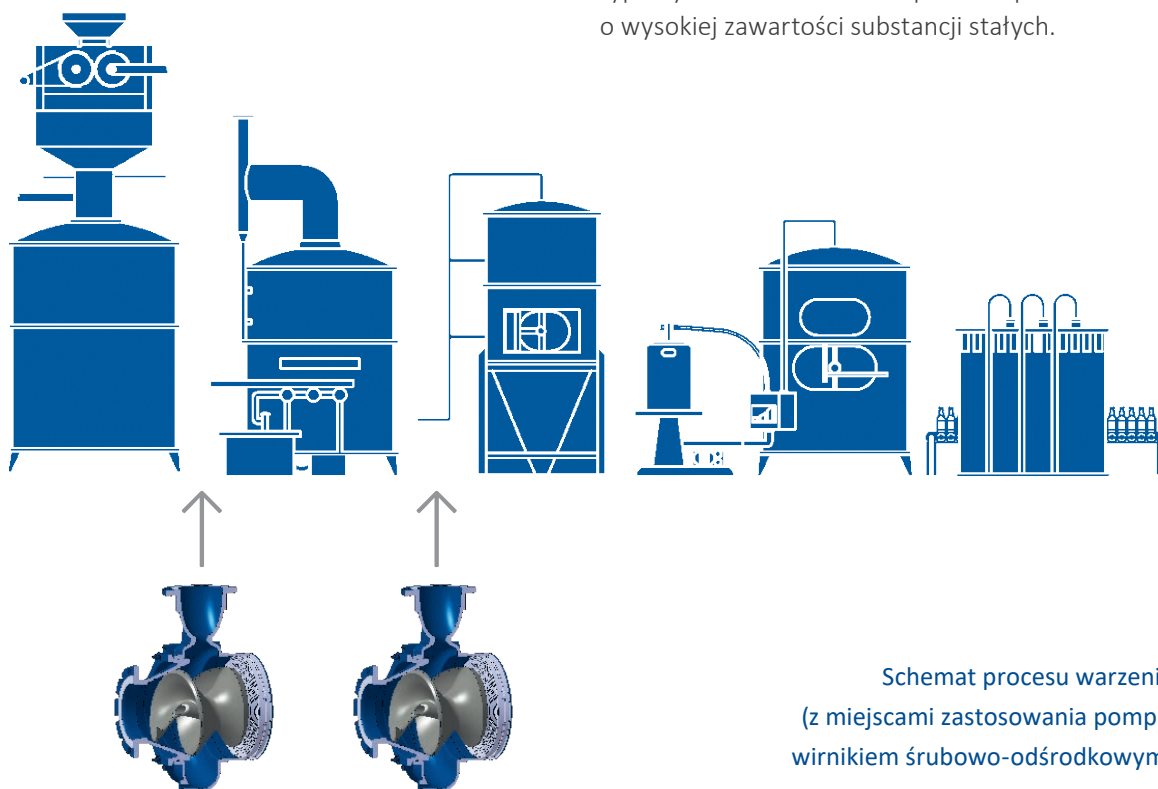 o wysokiej zawartości substancji stałych.
Schemat procesu warzeni
(z miejscami zastosowania pomp
wirnikiem śrubowo-odśrodkowym